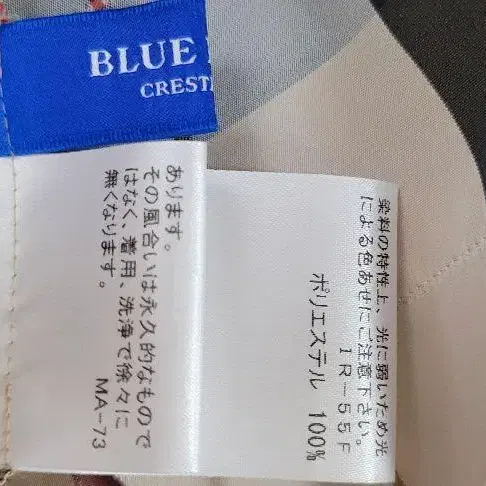 BLUE
CREST
あります。
その風合いは永久的なもので
はなく、着用、洗浄で徐々に
無くなります。
MA-73
染料の特性上、光に弱いため光
による色あせにご注意下さい。
IR-55F
ポリエステル 100%